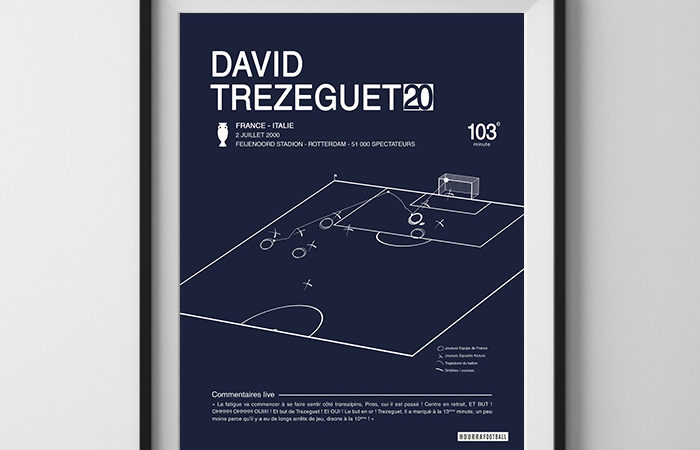 DAVID
TREZEGUET 20
FRANCE - ITALIE
2 JUILLET 2000
FEIJENOORD STADION - ROTTERDAM - 51 000 SPECTATEURS
103e
minute
Joueurs Equipe de France
Joueurs Squadra Azzura
Trajectoire du ballon
Dribbles / courses
Commentaires live
« La fatigue va commencer à se faire sentir côté transalpins, Pires, oui il est passé ! Centre en retrait, ET BUT !
OHHHH OHHHH OUIIII ! Et but de Trezeguet ! Et OUI ! Le but en or ! Trezeguet, il a marqué à la 13ème minute, un peu
moins parce qu'il y a eu de longs arrêts de jeu, disons à la 10ème ! »
HOURRA FOOTBALL